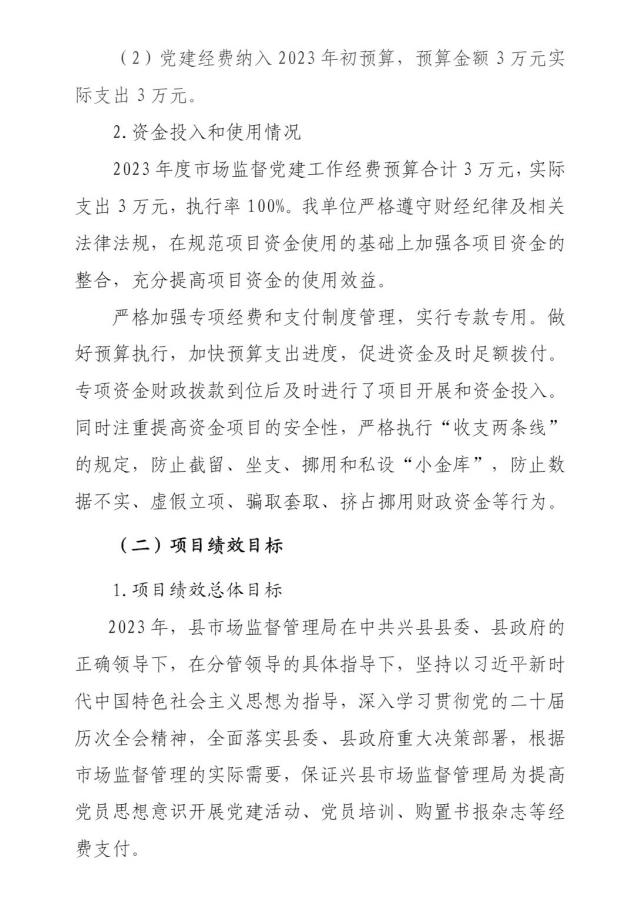 （2）党建经费纳入 2023 年初预算，预算金额 3 万元实
际支出 3 万元。
2.资金投入和使用情况
2023 年度市场监督党建工作经费预算合计 3 万元，实际
支出 3 万元，执行率 100%。我单位严格遵守财经纪律及相关
法律法规，在规范项目资金使用的基础上加强各项目资金的
整合，充分提高项目资金的使用效益。
严格加强专项经费和支付制度管理，实行专款专用。做
好预算执行，加快预算支出进度，促进资金及时足额拨付。
专项资金财政拨款到位后及时进行了项目开展和资金投入。
同时注重提高资金项目的安全性，严格执行“收支两条线”
的规定，防止截留、坐支、挪用和私设“小金库”，防止数
据不实、虚假立项、骗取套取、挤占挪用财政资金等行为。
（二）项目绩效目标
1.项目绩效总体目标
2023 年，县市场监督管理局在中共兴县县委、县政府的
正确领导下，在分管领导的具体指导下，坚持以习近平新时
代中国特色社会主义思想为指导，深入学习贯彻党的二十届
历次全会精神，全面落实县委、县政府重大决策部署，根据
市场监督管理的实际需要，保证兴县市场监督管理局为提高
党员思想意识开展党建活动、党员培训、购置书报杂志等经
费支付。